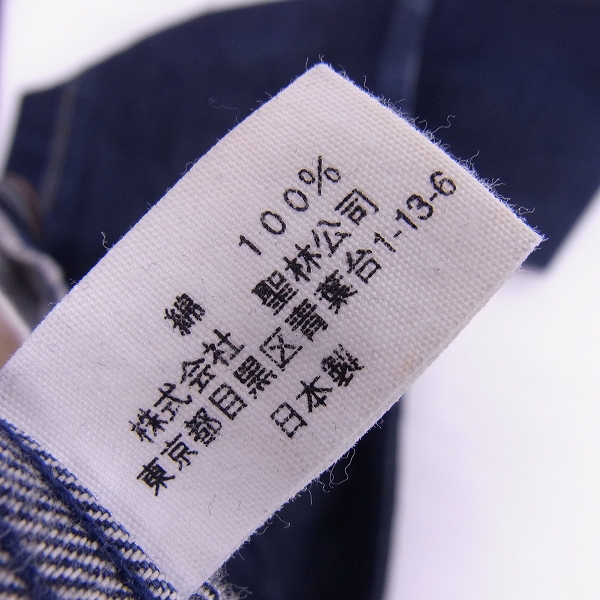 綿　100%
株式会社　聖林公司
東京都目黒区青葉台1-13-6
日本製